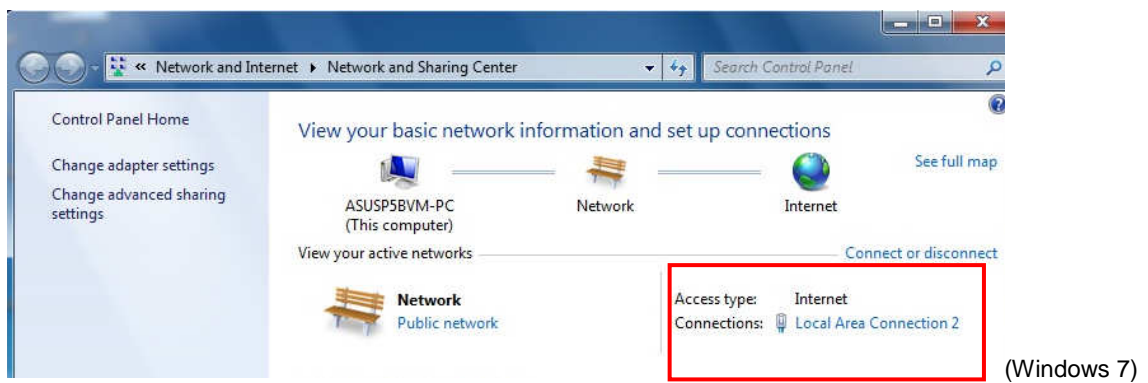 « Network and Internet ▸ Network and Sharing Center
Search Control Panel
Control Panel Home
Change adapter settings
Change advanced sharing
settings
View your basic network information and set up connections
See full map
ASUSP5BVM-PC
(This computer)
Network
Internet
View your active networks
Connect or disconnect
Network
Public network
Access type: Internet
Connections: Local Area Connection 2
(Windows 7)